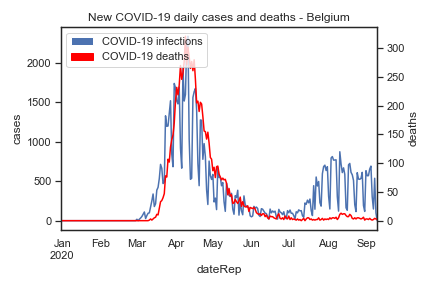 New COVID-19 daily cases and deaths - Belgium
COVID-19 infections
COVID-19 deaths
2000
1500
1000
500
0
cases
300
250
200
150
100
50
0
deaths
Jan Feb Mar Apr May Jun Jul Aug Sep
2020
dateRep